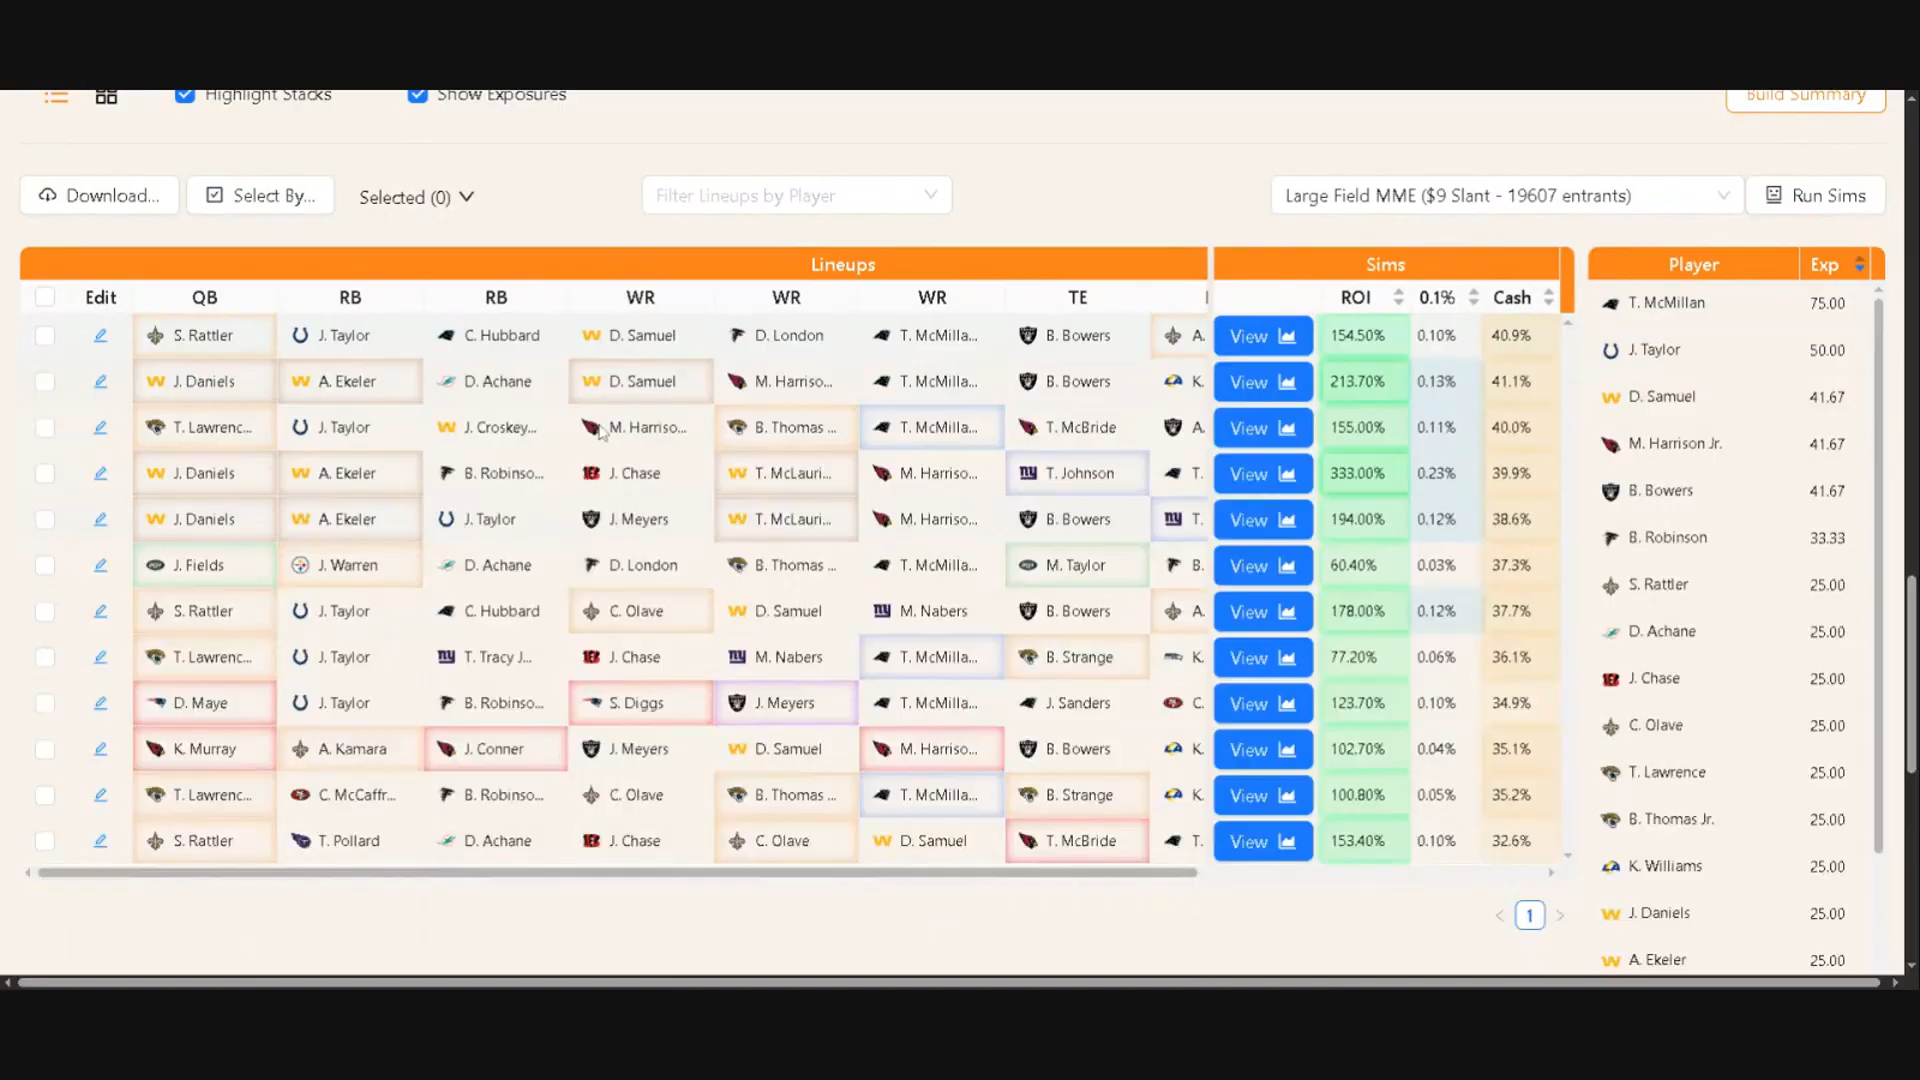 Highlight Stacks Show Exposures Build Summary
Download... Select By... Selected (0) Filter Lineups by Player Large Field MME ($9 Slant - 19607 entrants) Run Sims
Lineups Sims Player Exp
Edit QB RB RB WR WR WR TE ROI 0.1% Cash
S. Rattler J. Taylor C. Hubbard D. Samuel D. London T. McMilla... B. Bowers A. View 154.50% 0.10% 40.9%
J. Daniels A. Ekeler D. Achane D. Samuel M. Harriso... T. McMilla... B. Bowers K. View 213.70% 0.13% 41.1%
T. Lawrenc... J. Taylor J. Croskey... M. Harriso... B. Thomas ... T. McMilla... T. McBride A. View 155.00% 0.11% 40.0%
J. Daniels A. Ekeler B. Robinso... J. Chase T. McLauri... M. Harriso... T. Johnson T. View 333.00% 0.23% 39.9%
J. Daniels A. Ekeler J. Taylor J. Meyers T. McLauri... M. Harriso... B. Bowers T. View 194.00% 0.12% 38.6%
J. Fields J. Warren D. Achane D. London B. Thomas ... T. McMilla... M. Taylor B. View 60.40% 0.03% 37.3%
S. Rattler J. Taylor C. Hubbard C. Olave D. Samuel M. Nabers B. Bowers A. View 178.00% 0.12% 37.7%
T. Lawrenc... J. Taylor T. Tracy J... J. Chase M. Nabers T. McMilla... B. Strange K. View 77.20% 0.06% 36.1%
D. Maye J. Taylor B. Robinso... S. Diggs J. Meyers T. McMilla... J. Sanders C. View 123.70% 0.10% 34.9%
K. Murray A. Kamara J. Conner J. Meyers D. Samuel M. Harriso... B. Bowers K. View 102.70% 0.04% 35.1%
T. Lawrenc... C. McCaffr... B. Robinso... C. Olave B. Thomas ... T. McMilla... B. Strange K. View 100.80% 0.05% 35.2%
S. Rattler T. Pollard D. Achane J. Chase C. Olave D. Samuel T. McBride T. View 153.40% 0.10% 32.6%
1
T. McMillan 75.00
J. Taylor 50.00
D. Samuel 41.67
M. Harrison Jr. 41.67
B. Bowers 41.67
B. Robinson 33.33
S. Rattler 25.00
D. Achane 25.00
J. Chase 25.00
C. Olave 25.00
T. Lawrence 25.00
B. Thomas Jr. 25.00
K. Williams 25.00
J. Daniels 25.00
A. Ekeler 25.00